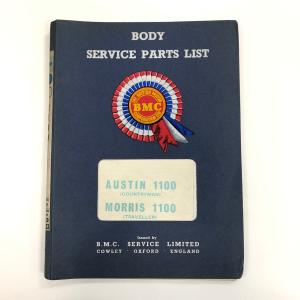 BODY
SERVICE PARTS LIST
BMC
AUSTIN 1100
(COUNTRYMAN)
MORRIS 1100
(TRAVELLER)
Issued by
B.M.C. SERVICE LIMITED
COWLEY · OXFORD · ENGLAND